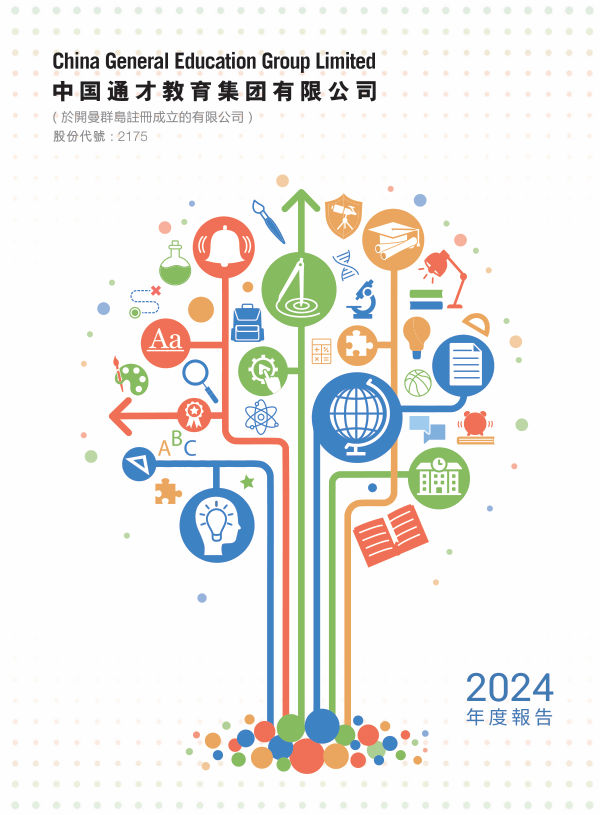 China General Education Group Limited
中国通才教育集团有限公司
( 於開曼群島註冊成立的有限公司 )
股份代號 : 2175
Aa
A B C
2024
年度報告